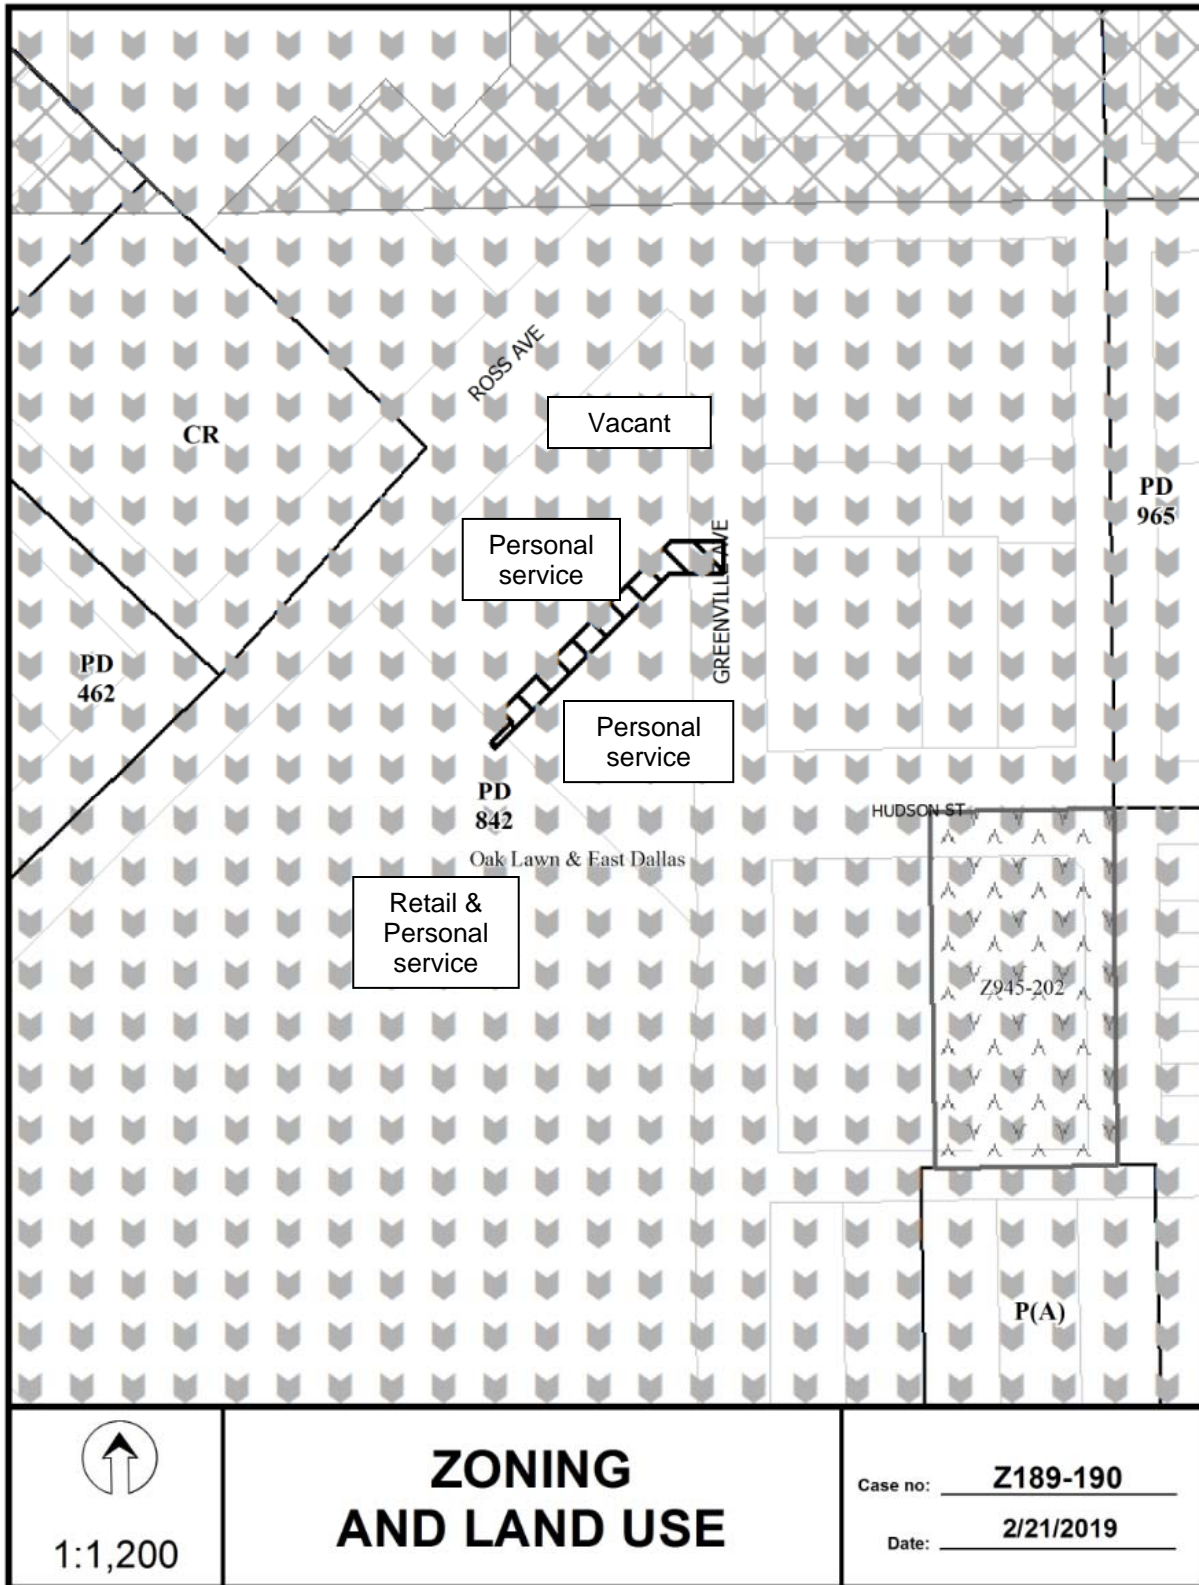 ROSS AVE
Vacant
CR
PD
965
Personal
service
GREENVILLE AVE
PD
462
Personal
service
PD
842
HUDSON ST
Oak Lawn & East Dallas
Retail &
Personal
service
Z945-202
P(A)
1:1,200
ZONING
AND LAND USE
Case no: Z189-190
Date: 2/21/2019